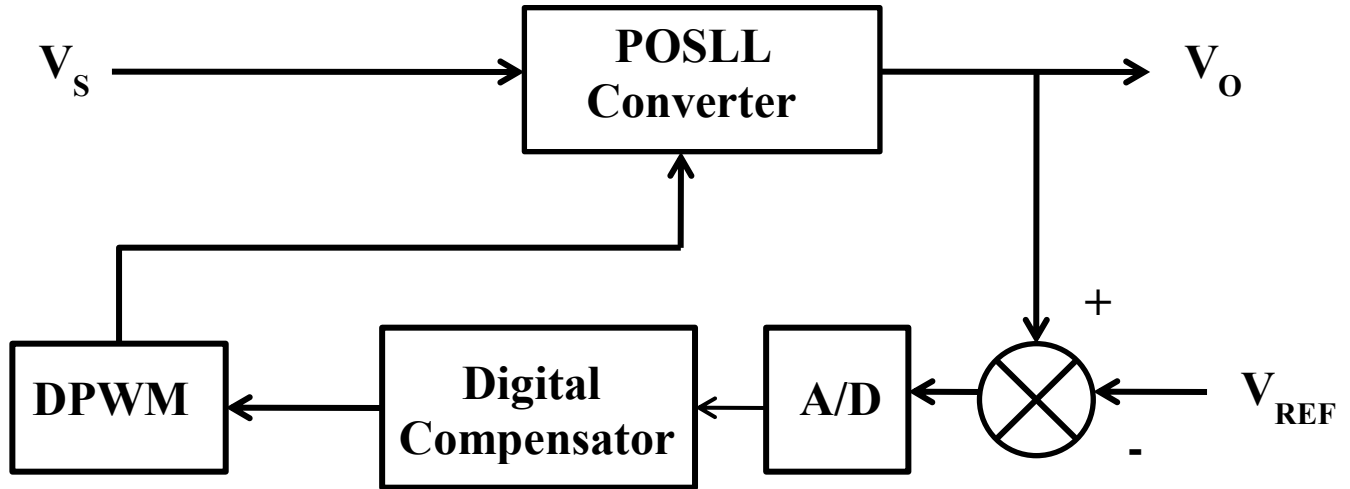 V_S
POSLL
Converter
V_O
+
DPWM
Digital
Compensator
A/D
V_REF
-